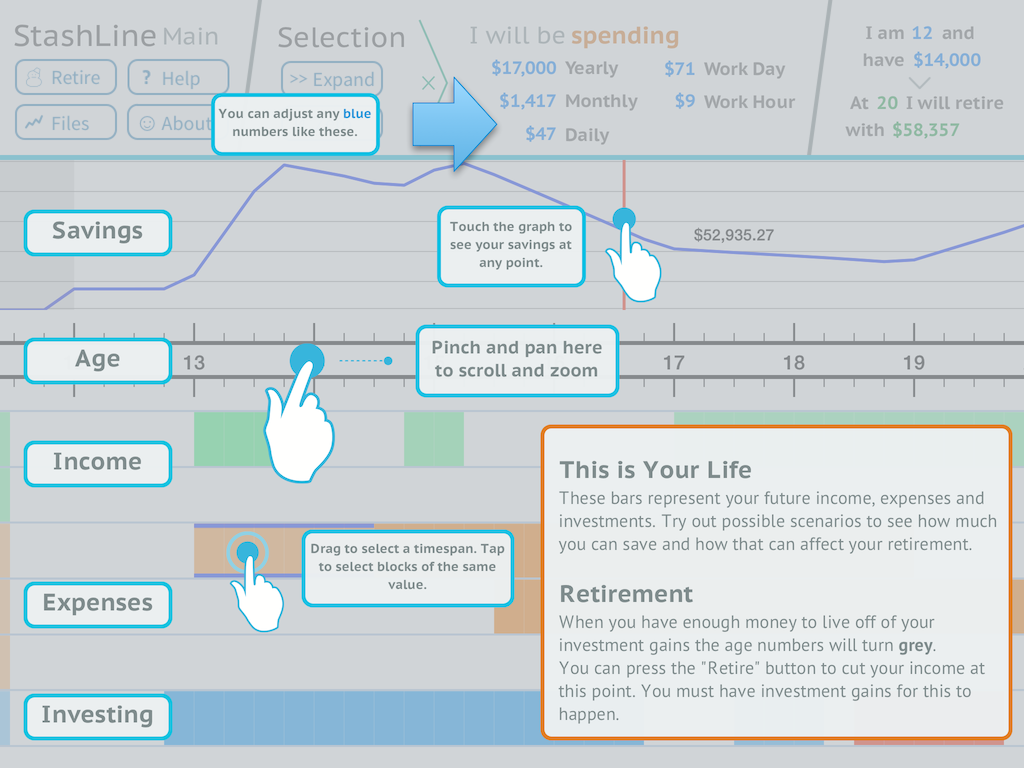 StashLine Main
Retire
? Help
Files
About
Selection
>> Expand
You can adjust any blue
numbers like these.
I will be spending
$17,000 Yearly
$71 Work Day
$1,417 Monthly
$9 Work Hour
$47 Daily
I am 12 and
have $14,000
At 20 I will retire
with $58,357
Savings
Touch the graph to
see your savings at
any point.
$52,935.27
Age
13
Pinch and pan here
to scroll and zoom
17
18
19
Income
Drag to select a timespan. Tap
to select blocks of the same
value.
Expenses
Investing
This is Your Life
These bars represent your future income, expenses and
investments. Try out possible scenarios to see how much
you can save and how that can affect your retirement.
Retirement
When you have enough money to live off of your
investment gains the age numbers will turn grey.
You can press the "Retire" button to cut your income at
this point. You must have investment gains for this to
happen.